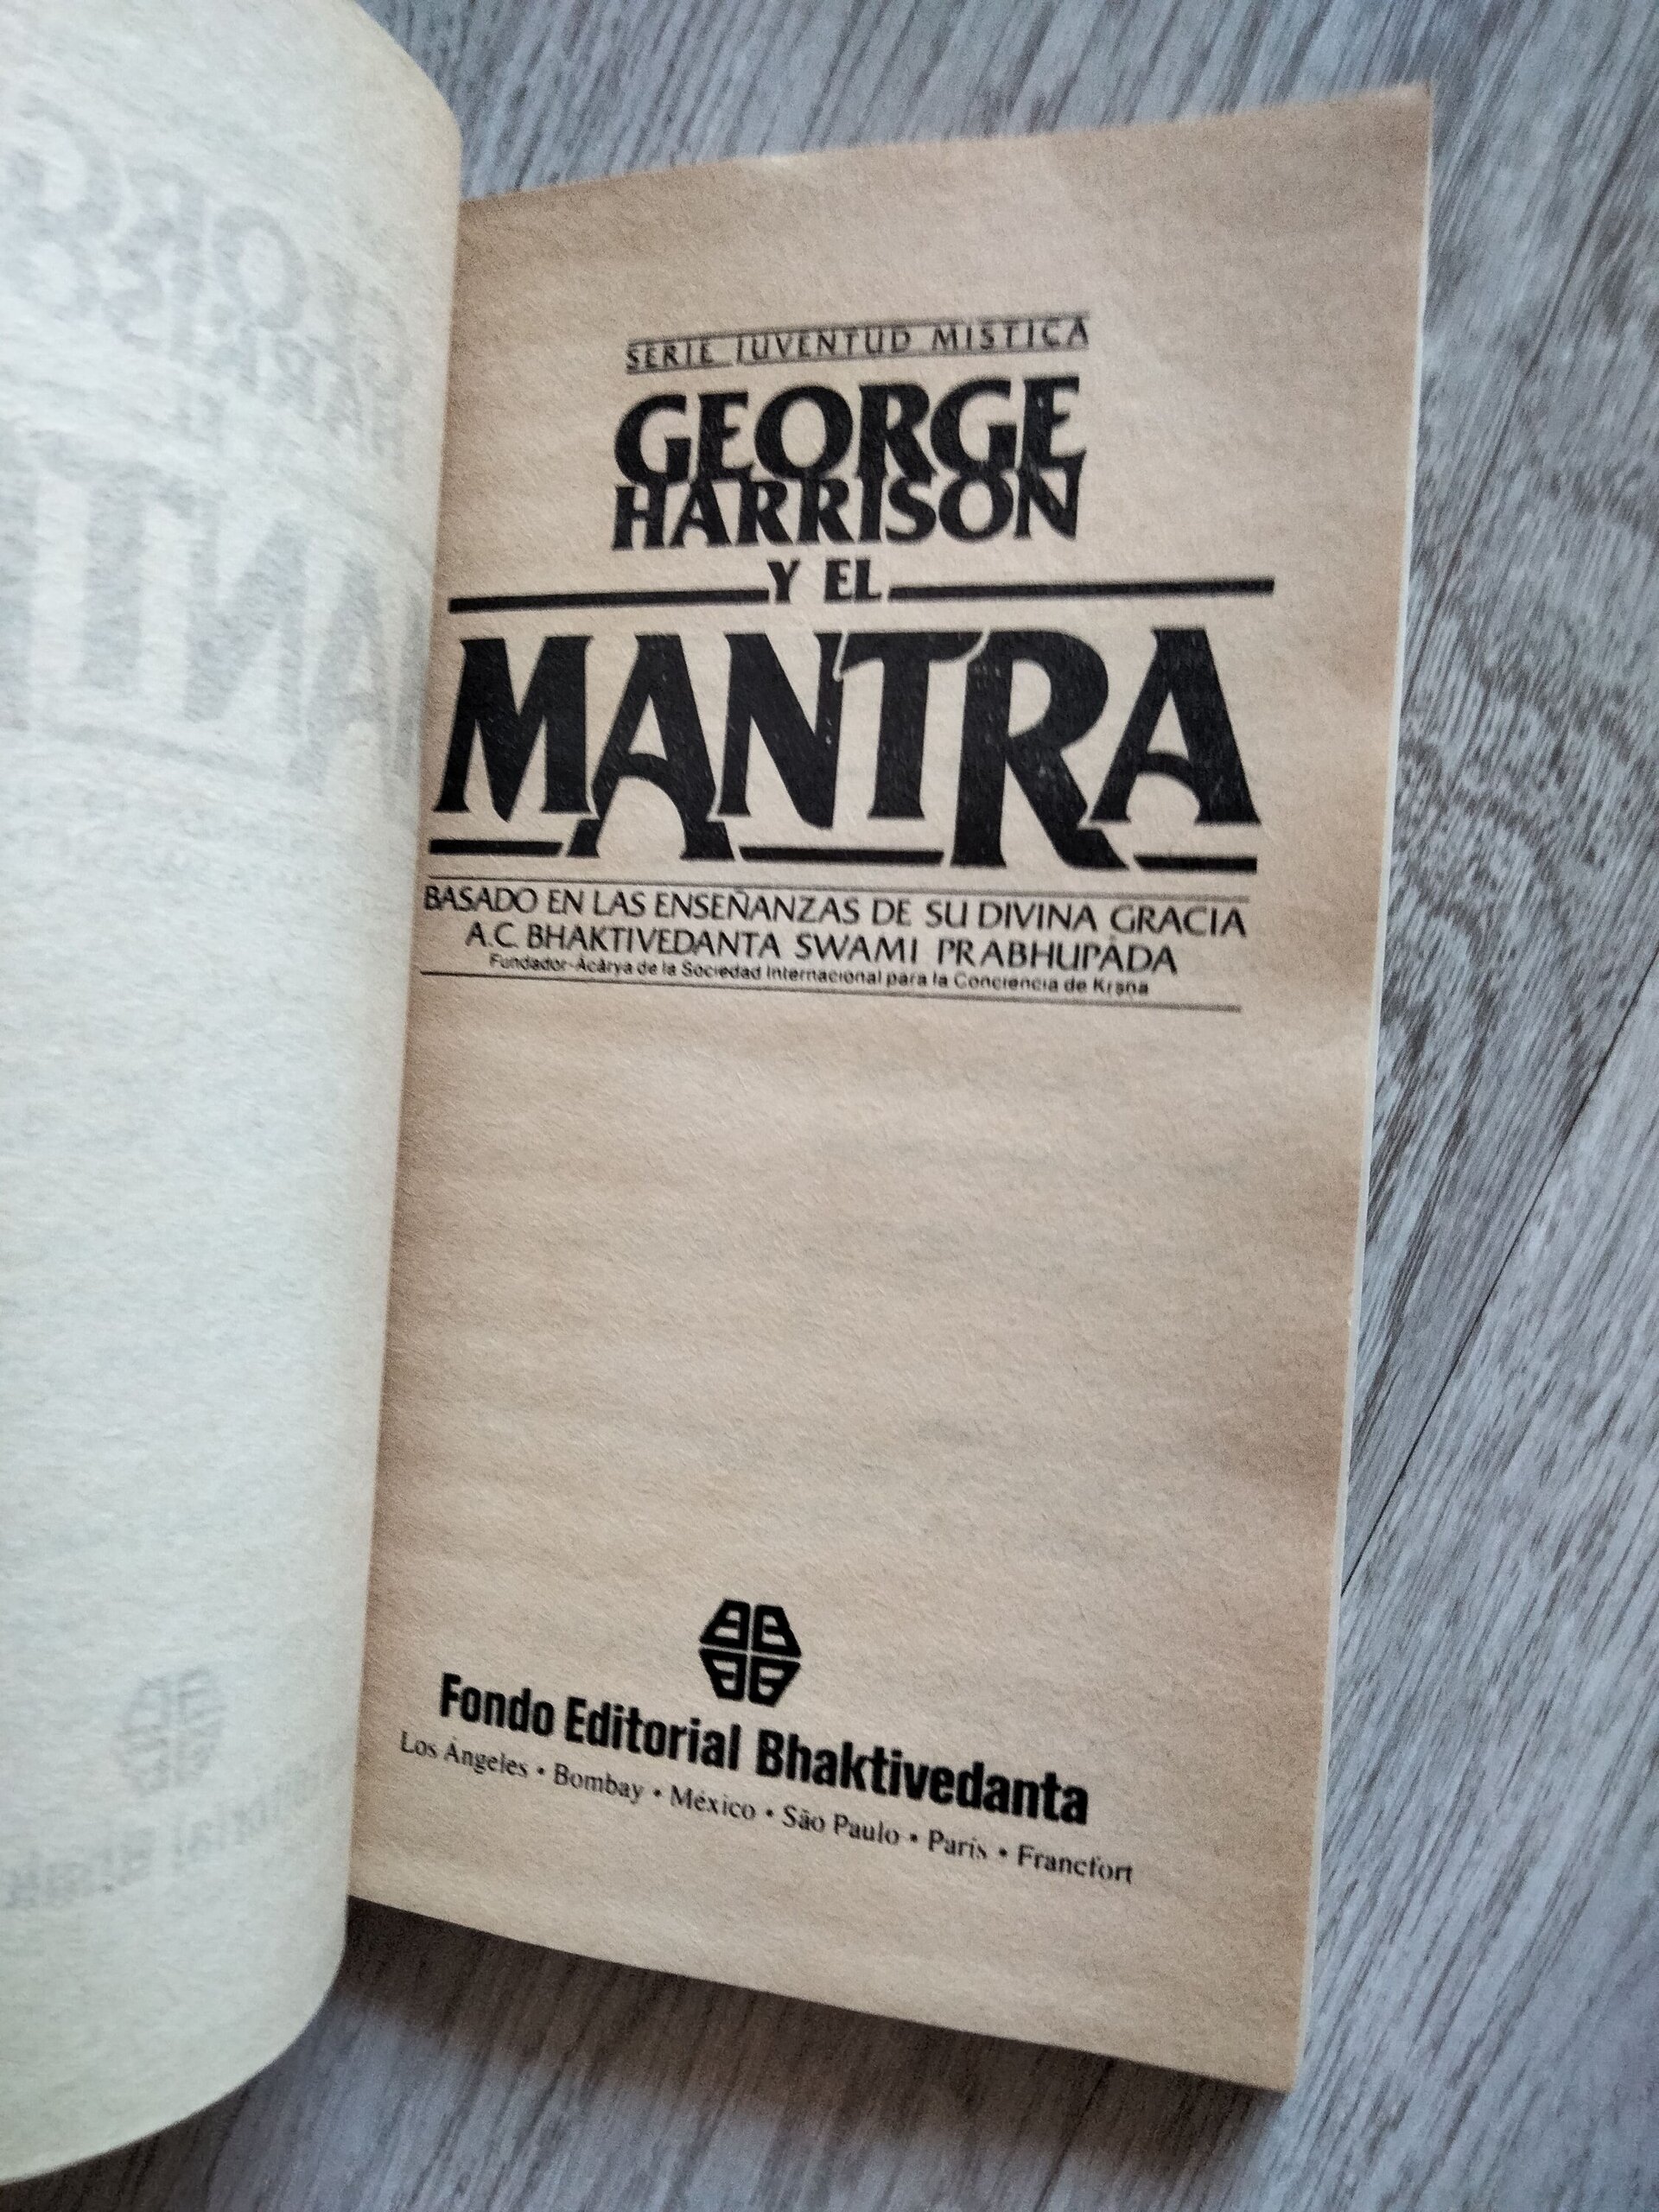 SERIE JUVENTUD MISTICA
GEORGE
HARRISON
Y EL
MANTRA
BASADO EN LAS ENSEÑANZAS DE SU DIVINA GRACIA
A.C. BHAKTIVEDANTA SWAMI PRABHUPĀDA
Fundador-Ācārya de la Sociedad Internacional para la Conciencia de Kṛṣṇa
Fondo Editorial Bhaktivedanta
Los Ángeles • Bombay • México • São Paulo • París • Francfort